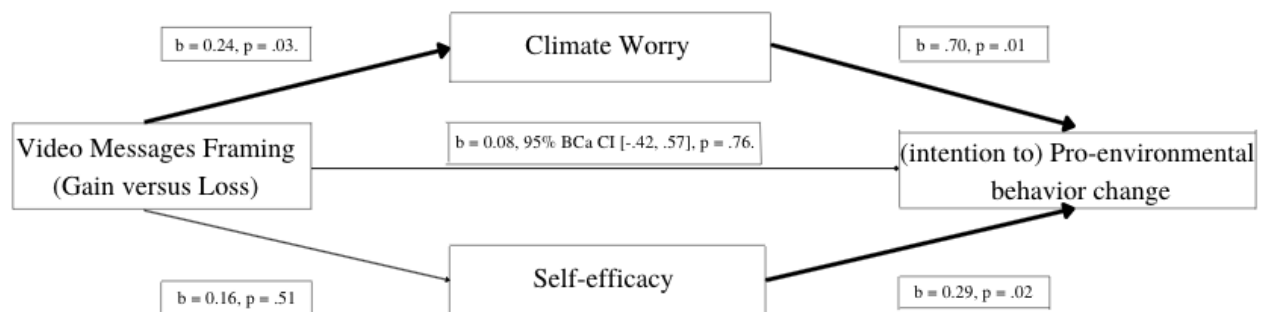 b = 0.24, p = .03.
Climate Worry
b = .70, p = .01
Video Messages Framing
(Gain versus Loss)
b = 0.08, 95% BCa CI [-.42, .57], p = .76.
(intention to) Pro-environmental
behavior change
b = 0.16, p = .51
Self-efficacy
b = 0.29, p = .02